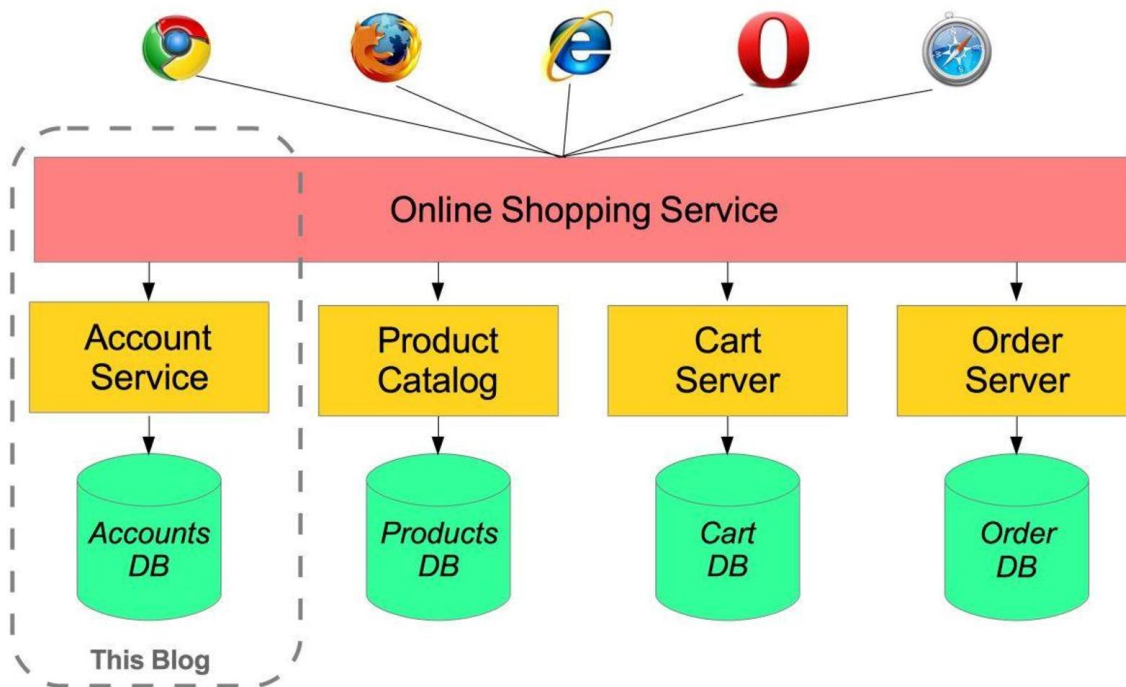 Online Shopping Service
Account
Service
Product
Catalog
Cart
Server
Order
Server
Accounts
DB
Products
DB
Cart
DB
Order
DB
This Blog